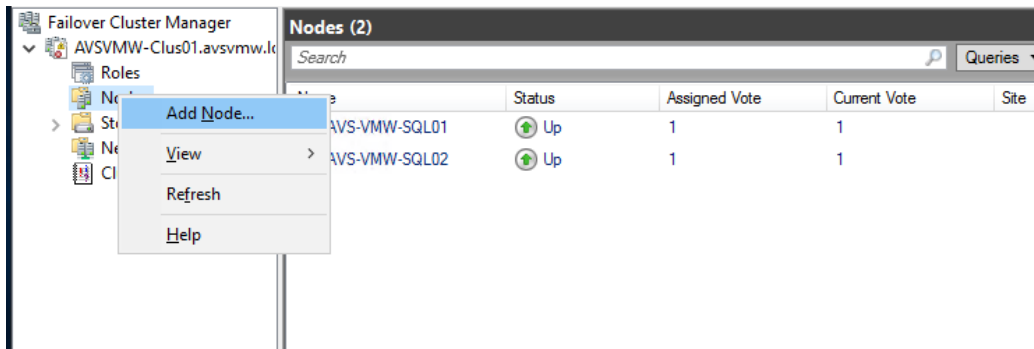 Failover Cluster Manager
AVSVMW-Clus01.avsvmw.lc
Roles
Add Node...
View
Refresh
Help
Nodes (2)
Search
Queries
Status
Assigned Vote
Current Vote
Site
AVS-VMW-SQL01
Up
1
1
AVS-VMW-SQL02
Up
1
1